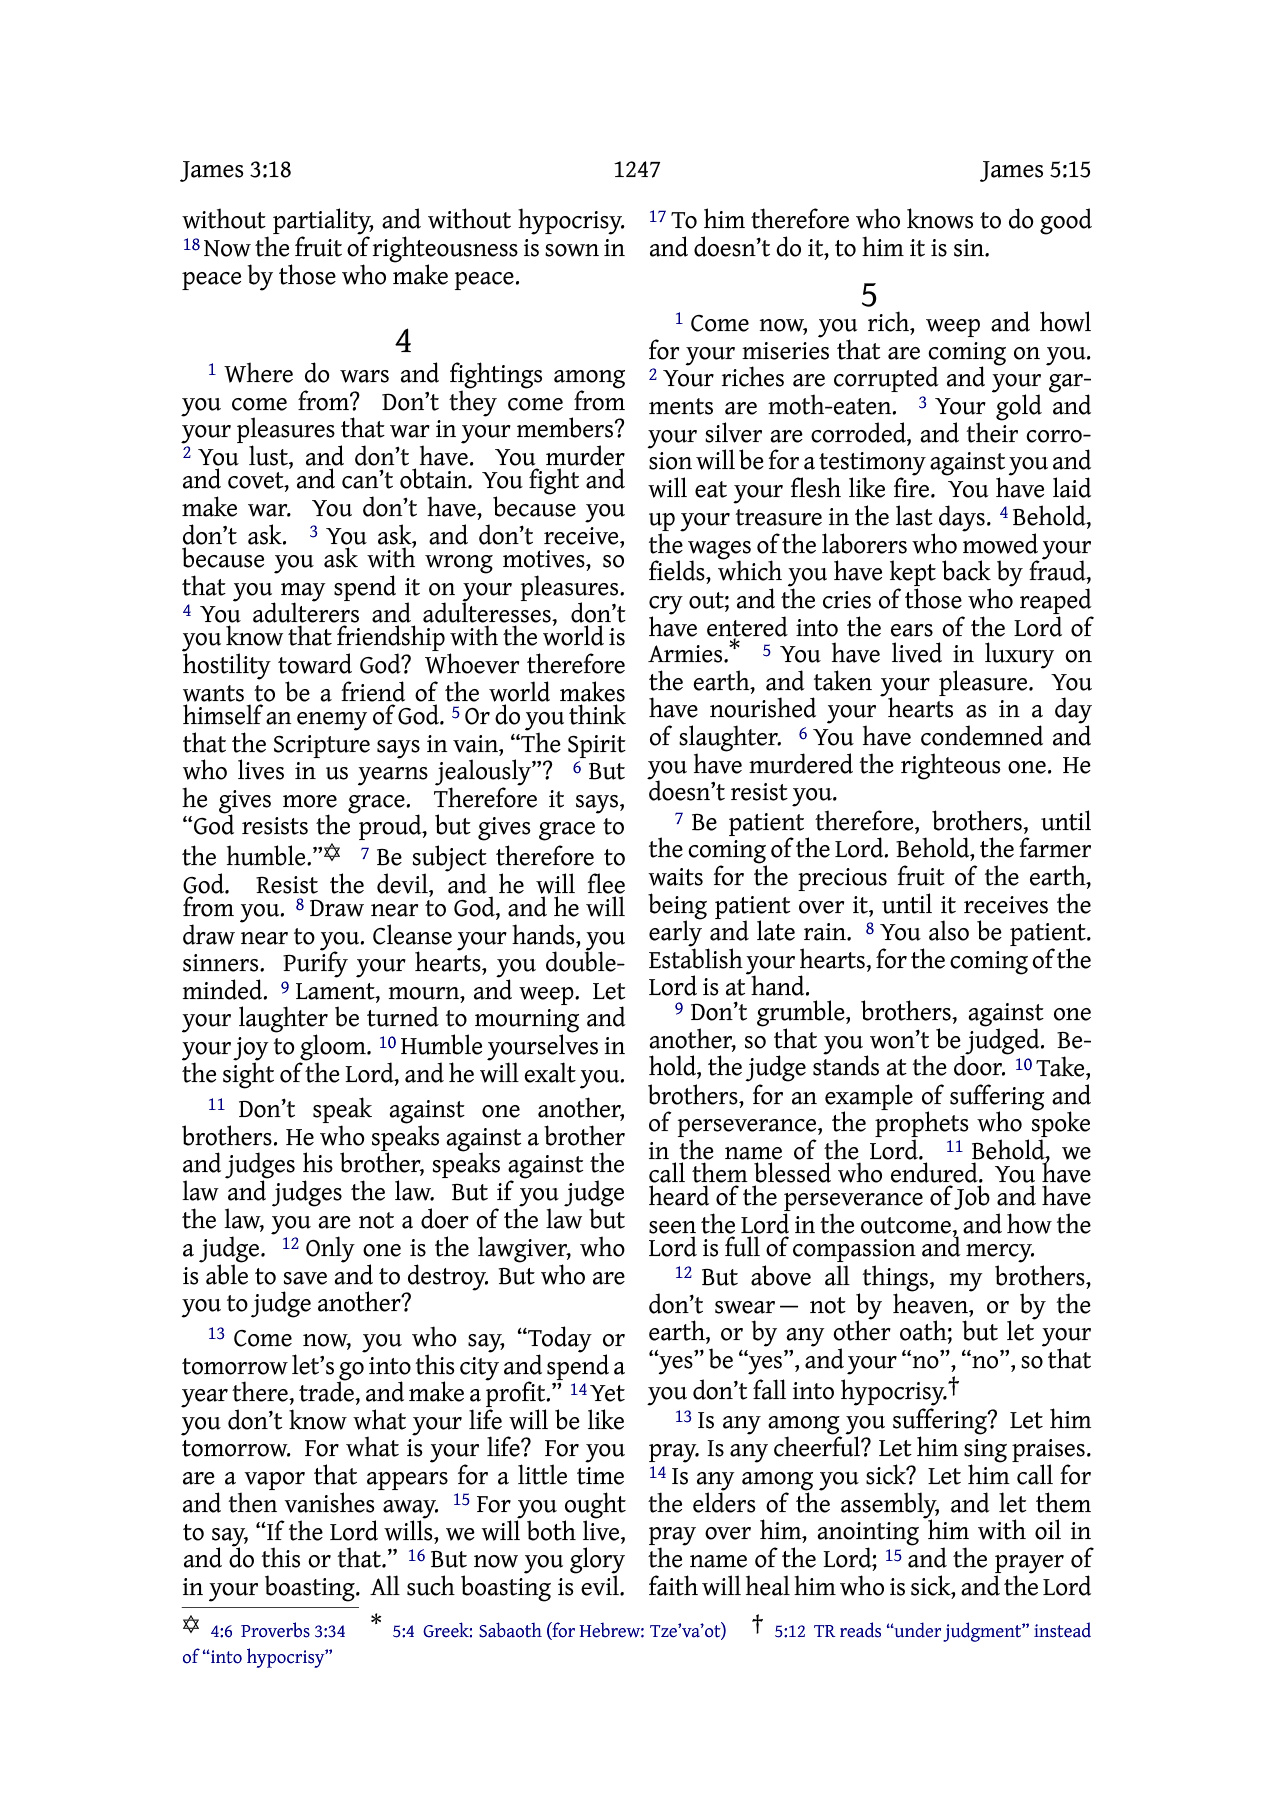 James 3:18 1247 James 5:15
without partiality, and without hypocrisy.
18 Now the fruit of righteousness is sown in
peace by those who make peace.
4
1 Where do wars and fightings among
you come from? Don’t they come from
your pleasures that war in your members?
2 You lust, and don’t have. You murder
and covet, and can’t obtain. You fight and
make war. You don’t have, because you
don’t ask. 3 You ask, and don’t receive,
because you ask with wrong motives, so
that you may spend it on your pleasures.
4 You adulterers and adulteresses, don’t
you know that friendship with the world is
hostility toward God? Whoever therefore
wants to be a friend of the world makes
himself an enemy of God. 5 Or do you think
that the Scripture says in vain, “The Spirit
who lives in us yearns jealously”? 6 But
he gives more grace. Therefore it says,
“God resists the proud, but gives grace to
the humble.”✡ 7 Be subject therefore to
God. Resist the devil, and he will flee
from you. 8 Draw near to God, and he will
draw near to you. Cleanse your hands, you
sinners. Purify your hearts, you double-
minded. 9 Lament, mourn, and weep. Let
your laughter be turned to mourning and
your joy to gloom. 10 Humble yourselves in
the sight of the Lord, and he will exalt you.
11 Don’t speak against one another,
brothers. He who speaks against a brother
and judges his brother, speaks against the
law and judges the law. But if you judge
the law, you are not a doer of the law but
a judge. 12 Only one is the lawgiver, who
is able to save and to destroy. But who are
you to judge another?
13 Come now, you who say, “Today or
tomorrow let’s go into this city and spend a
year there, trade, and make a profit.” 14 Yet
you don’t know what your life will be like
tomorrow. For what is your life? For you
are a vapor that appears for a little time
and then vanishes away. 15 For you ought
to say, “If the Lord wills, we will both live,
and do this or that.” 16 But now you glory
in your boasting. All such boasting is evil.
17 To him therefore who knows to do good
and doesn’t do it, to him it is sin.
5
1 Come now, you rich, weep and howl
for your miseries that are coming on you.
2 Your riches are corrupted and your gar-
ments are moth-eaten. 3 Your gold and
your silver are corroded, and their corro-
sion will be for a testimony against you and
will eat your flesh like fire. You have laid
up your treasure in the last days. 4 Behold,
the wages of the laborers who mowed your
fields, which you have kept back by fraud,
cry out; and the cries of those who reaped
have entered into the ears of the Lord of
Armies.* 5 You have lived in luxury on
the earth, and taken your pleasure. You
have nourished your hearts as in a day
of slaughter. 6 You have condemned and
you have murdered the righteous one. He
doesn’t resist you.
7 Be patient therefore, brothers, until
the coming of the Lord. Behold, the farmer
waits for the precious fruit of the earth,
being patient over it, until it receives the
early and late rain. 8 You also be patient.
Establish your hearts, for the coming of the
Lord is at hand.
9 Don’t grumble, brothers, against one
another, so that you won’t be judged. Be-
hold, the judge stands at the door. 10 Take,
brothers, for an example of suffering and
of perseverance, the prophets who spoke
in the name of the Lord. 11 Behold, we
call them blessed who endured. You have
heard of the perseverance of Job and have
seen the Lord in the outcome, and how the
Lord is full of compassion and mercy.
12 But above all things, my brothers,
don’t swear— not by heaven, or by the
earth, or by any other oath; but let your
“yes” be “yes”, and your “no”, “no”, so that
you don’t fall into hypocrisy.†
13 Is any among you suffering? Let him
pray. Is any cheerful? Let him sing praises.
14 Is any among you sick? Let him call for
the elders of the assembly, and let them
pray over him, anointing him with oil in
the name of the Lord; 15 and the prayer of
faith will heal him who is sick, and the Lord
✡ 4:6 Proverbs 3:34 * 5:4 Greek: Sabaoth (for Hebrew: Tze’va’ot) † 5:12 TR reads “under judgment” instead
of “into hypocrisy”